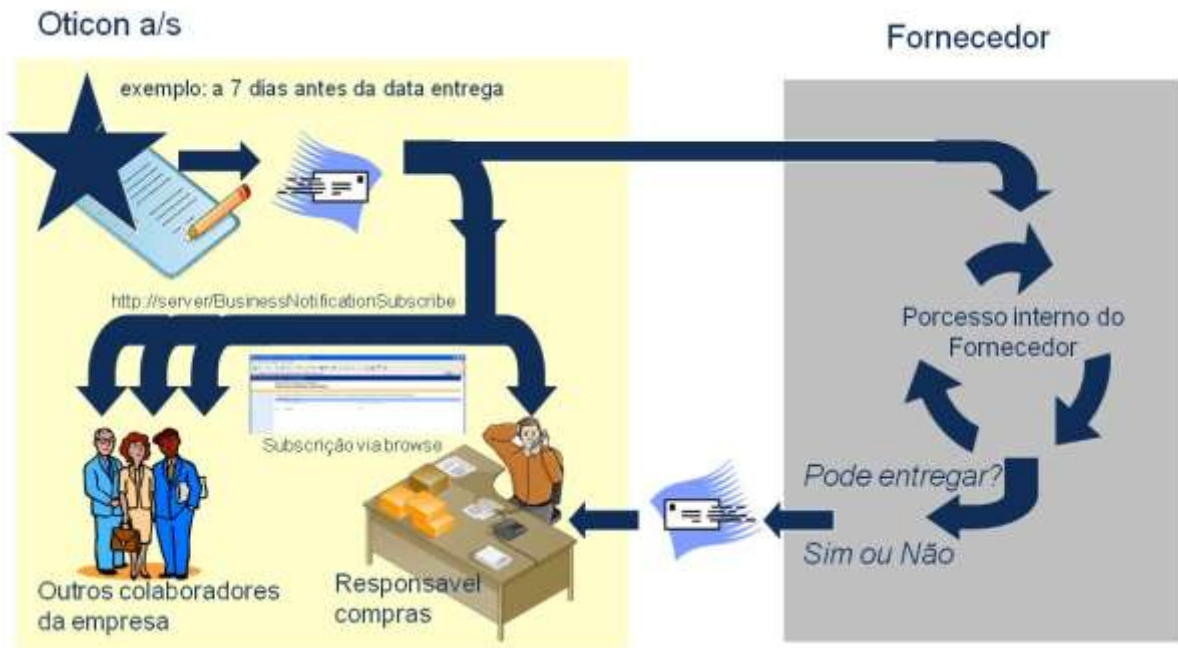 Oticon a/s
Fornecedor
exemplo: a 7 dias antes da data entrega
http://server/BusinessNotificationSubscribe
Subscrição via browse
Outros colaboradores
da empresa
Responsavel
compras
Porcesso interno do
Fornecedor
Pode entregar?
Sim ou Não